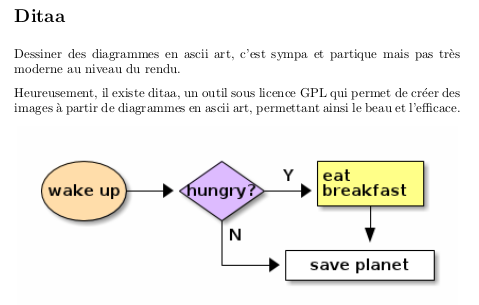 Ditaa
Dessiner des diagrammes en ascii art, c'est sympa et partique mais pas très
moderne au niveau du rendu.
Heureusement, il existe ditaa, un outil sous licence GPL qui permet de créer des
images à partir de diagrammes en ascii art, permettant ainsi le beau et l'efficace.
wake up
hungry?
Y
eat
breakfast
N
save planet